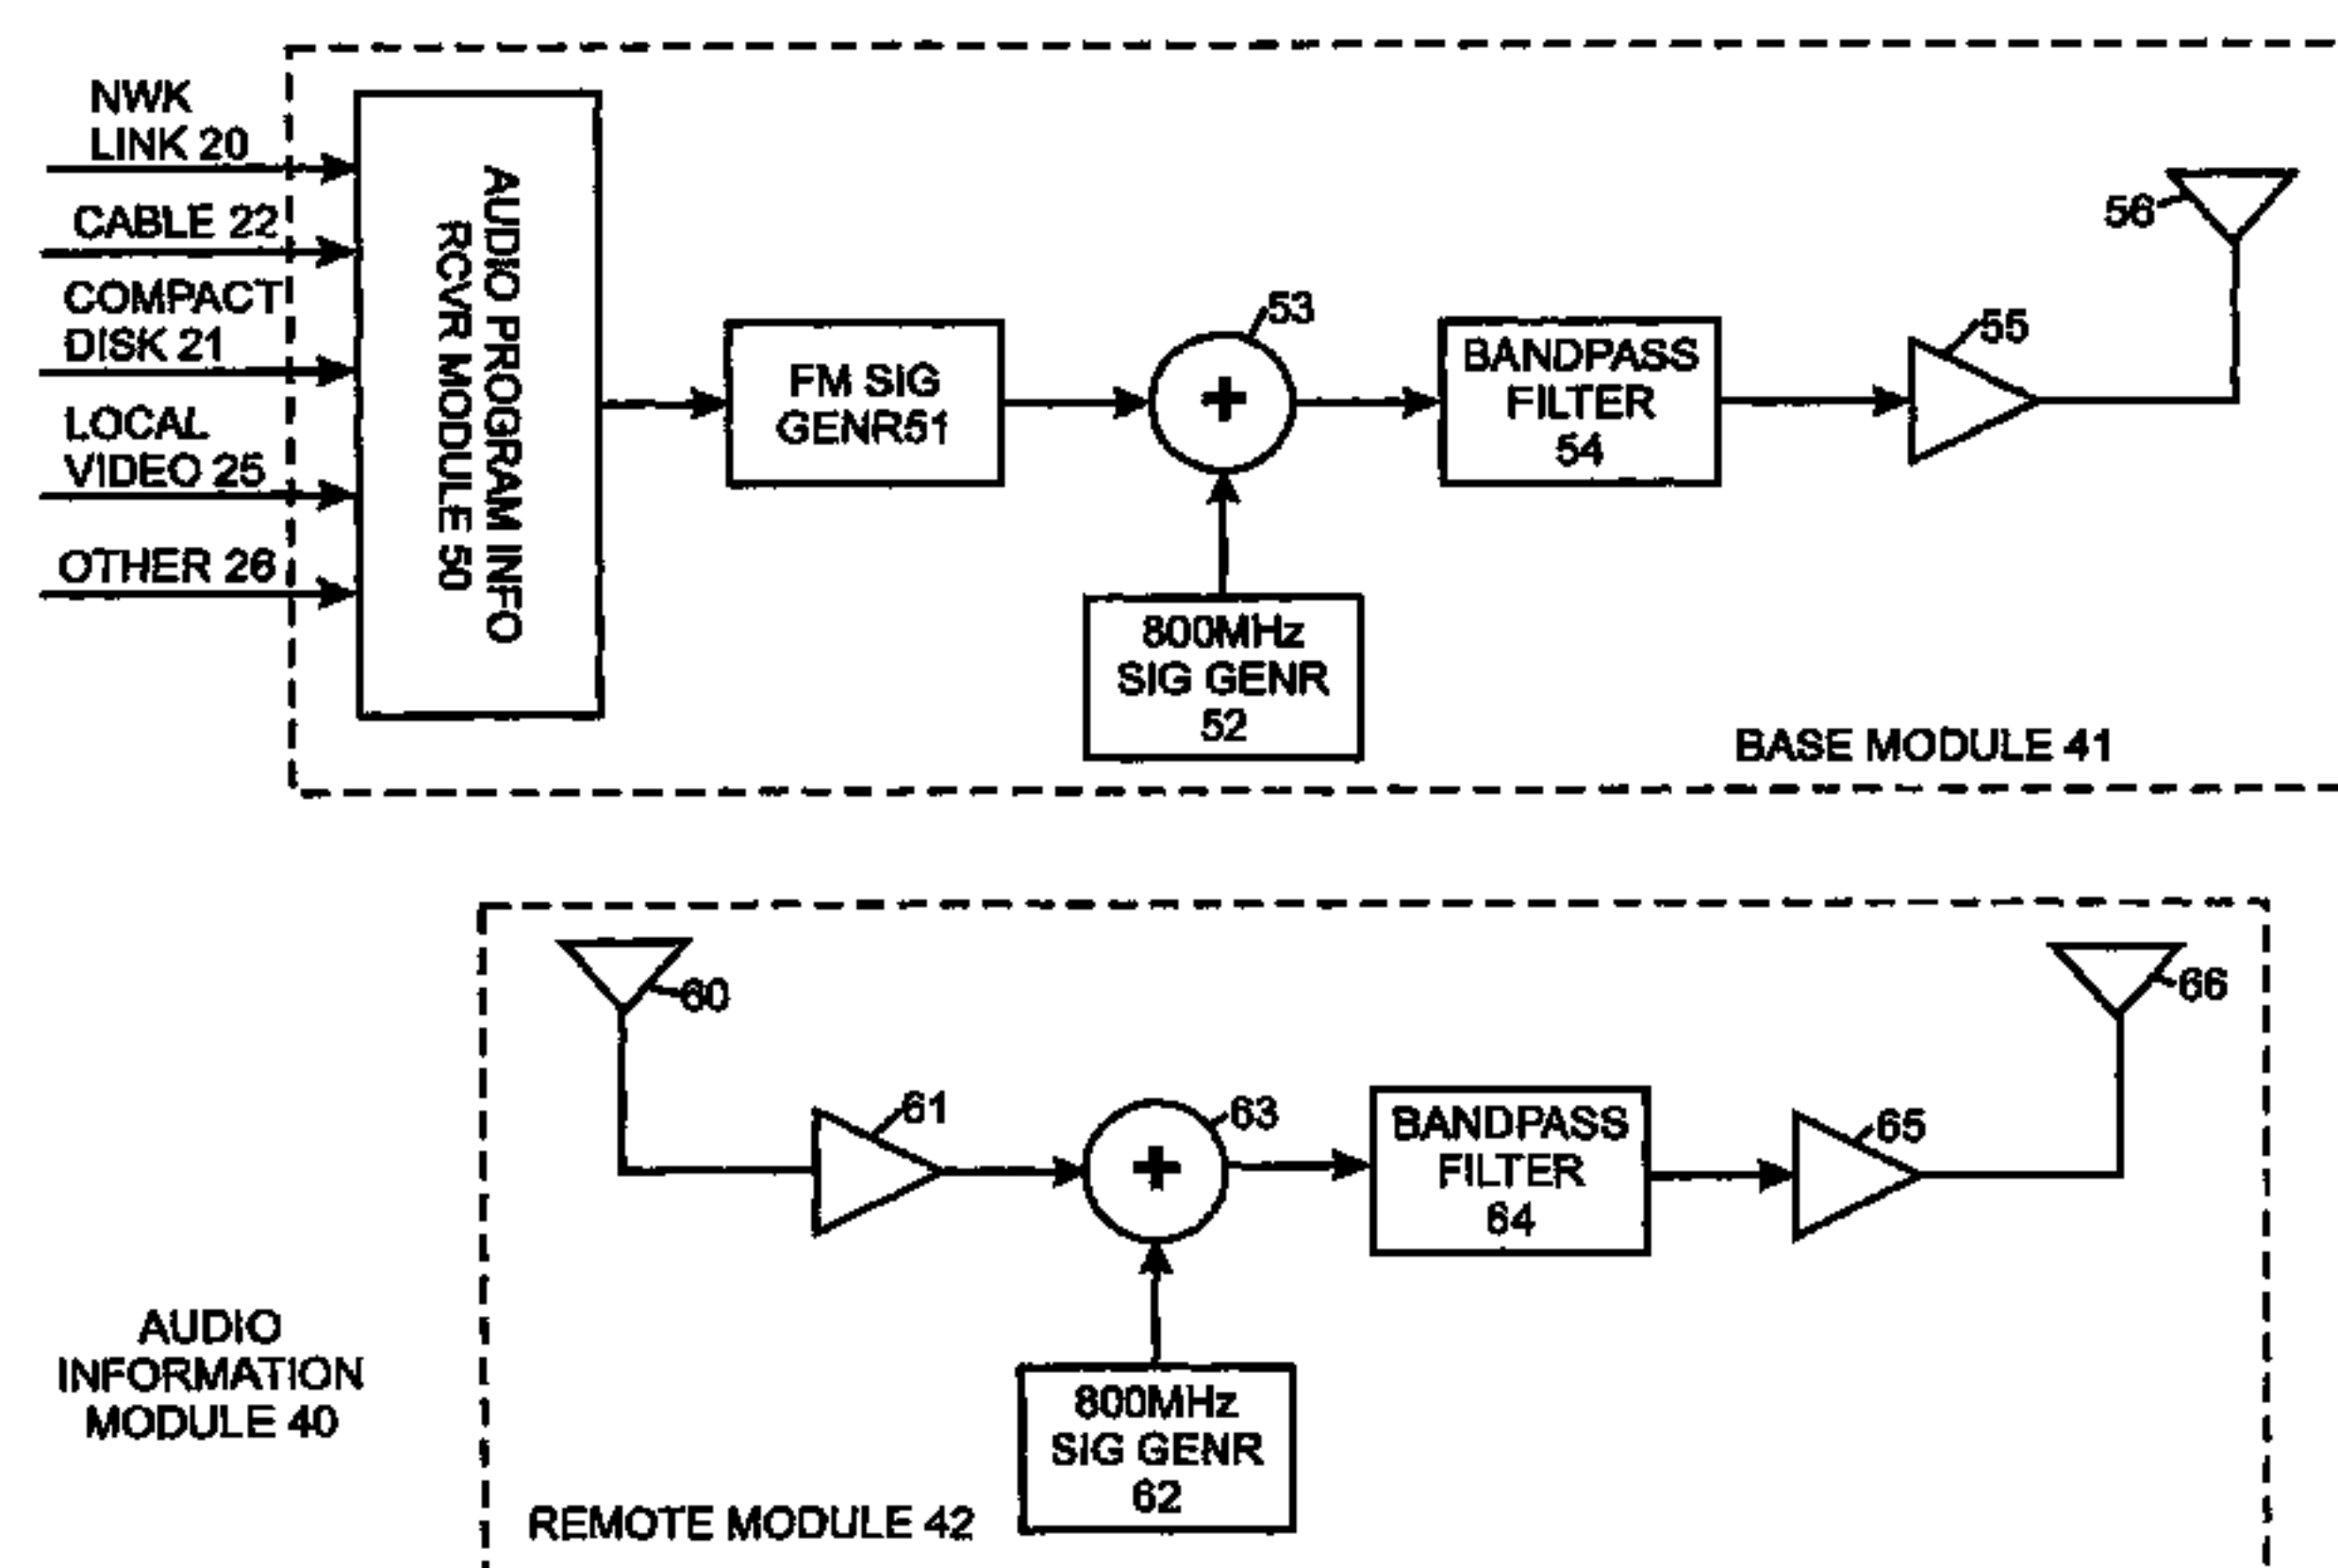 NWK
LINK 20
CABLE 22
COMPACT
DISK 21
LOCAL
VIDEO 25
OTHER 26
AUDIO PROGRAM INFO
RCVR MODULE 50
FM SIG
GENR51
53
800MHz
SIG GENR
52
BANDPASS
FILTER
54
55
56
BASE MODULE 41
60
61
63
800MHz
SIG GENR
62
BANDPASS
FILTER
64
65
66
AUDIO
INFORMATION
MODULE 40
REMOTE MODULE 42